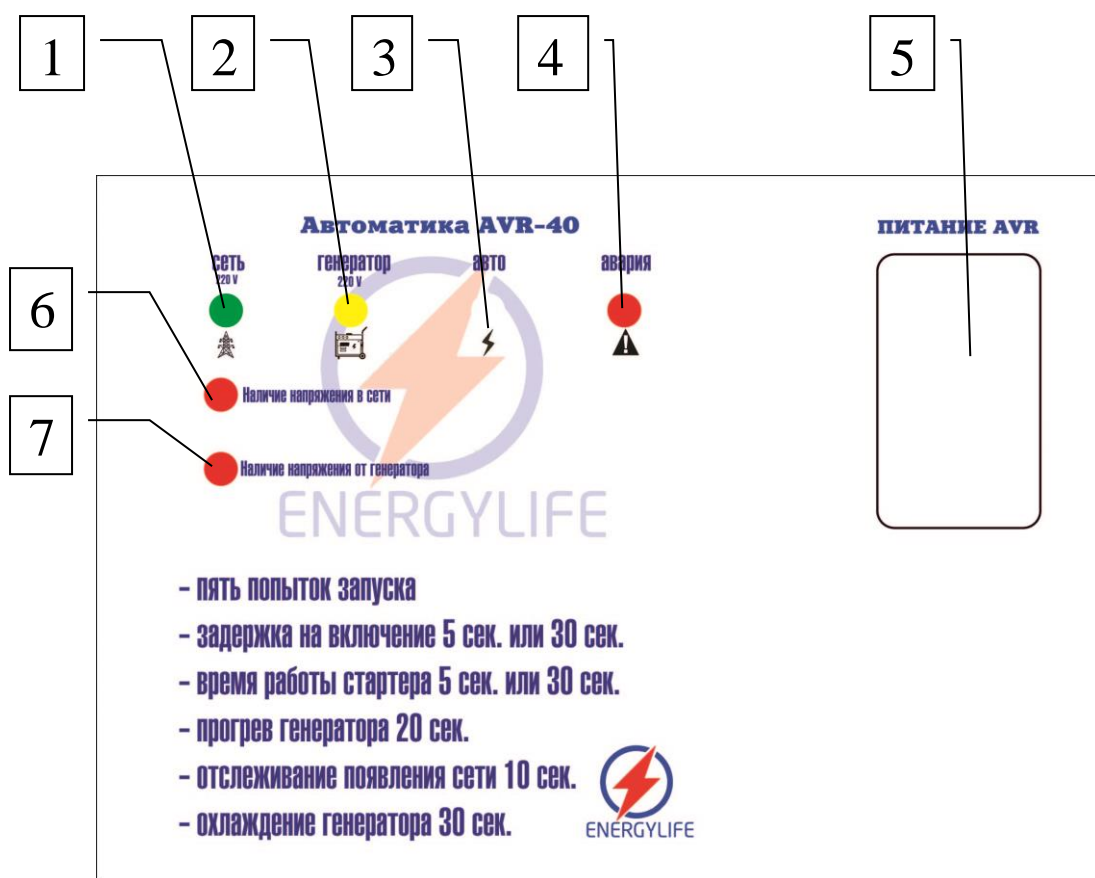 1
2
3
4
5
Автоматика AVR-40
ПИТАНИЕ AVR
сеть
220 V
генератор
220 V
авто
авария
6
Наличие напряжения в сети
7
Наличие напряжения от генератора
ENERGYLIFE
- пять попыток запуска
- задержка на включение 5 сек. или 30 сек.
- время работы стартера 5 сек. или 30 сек.
- прогрев генератора 20 сек.
- отслеживание появления сети 10 сек.
- охлаждение генератора 30 сек.
ENERGYLIFE